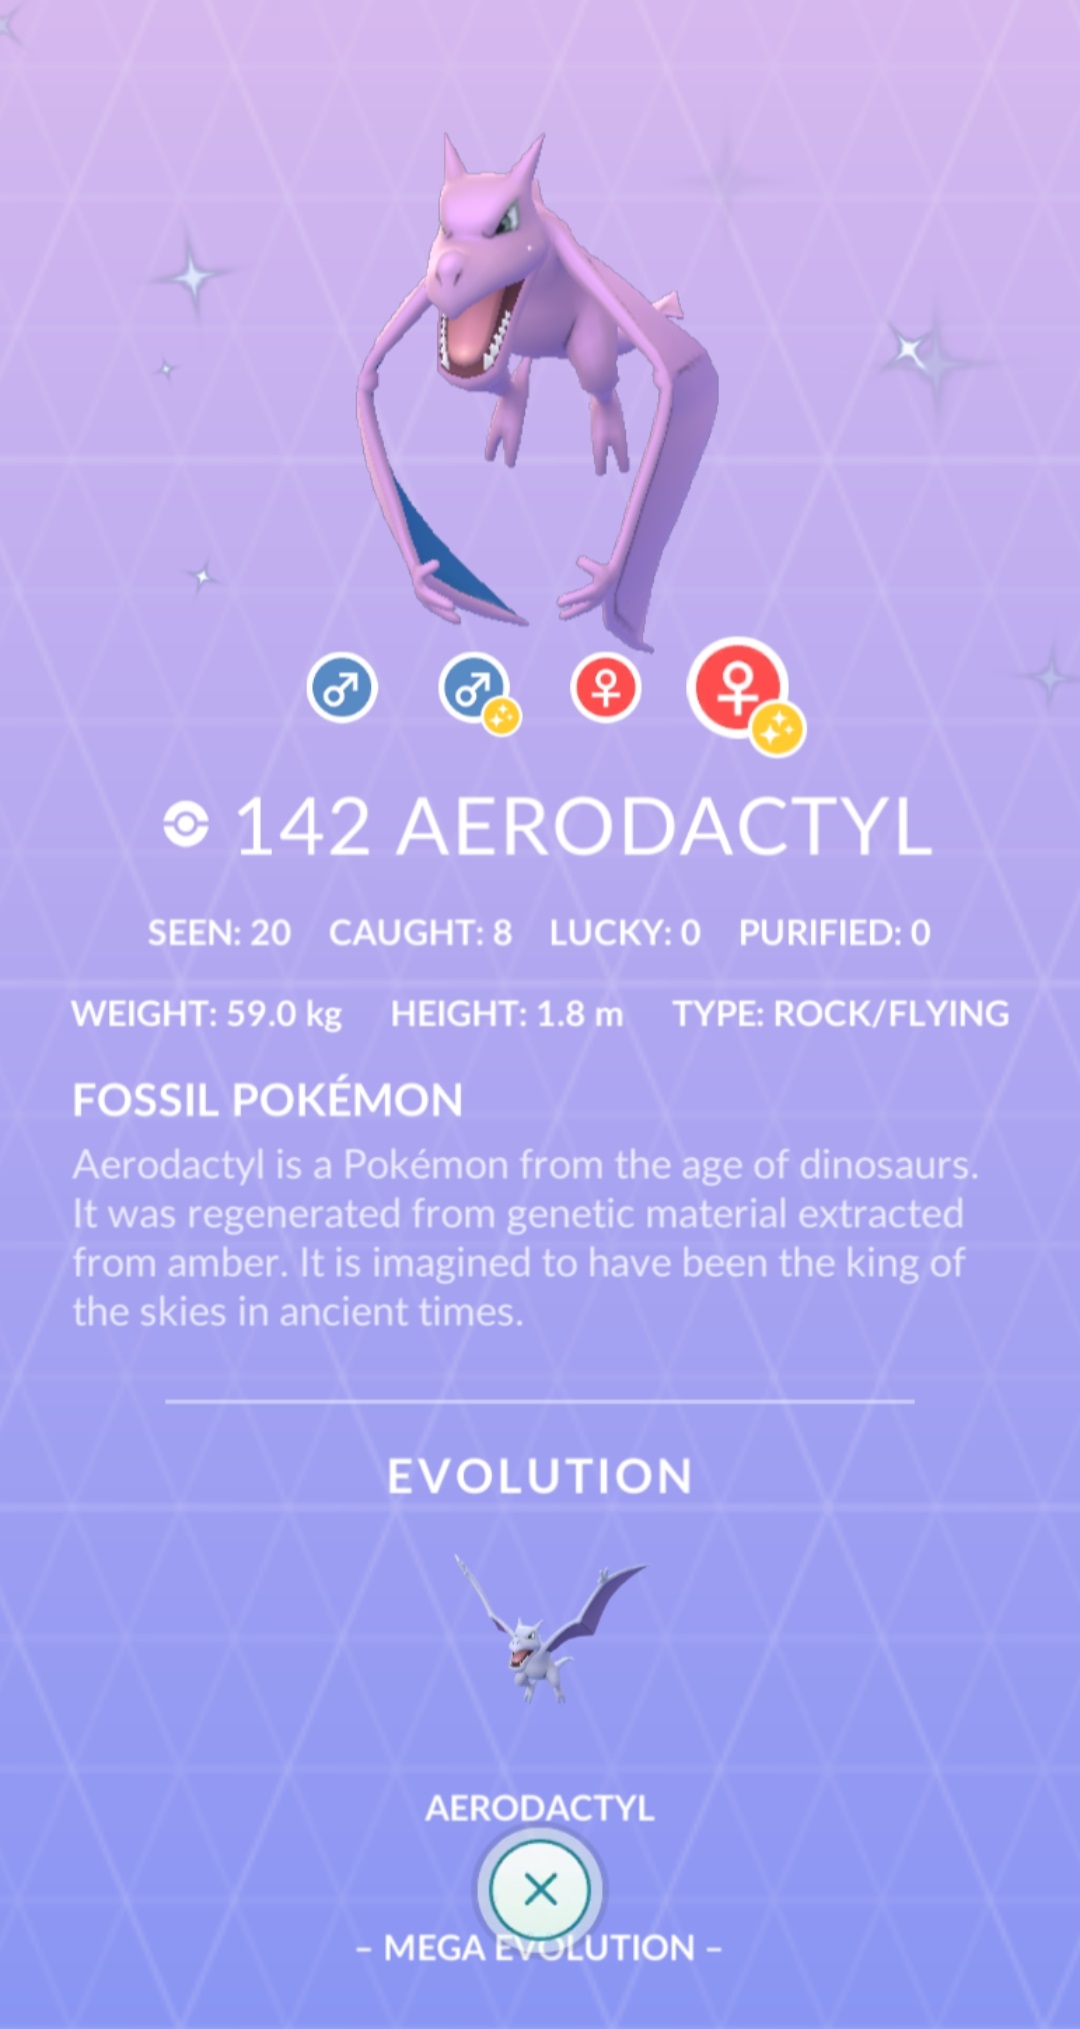 142 AERODACTYL
SEEN: 20 CAUGHT: 8 LUCKY: 0 PURIFIED: 0
WEIGHT: 59.0 kg HEIGHT: 1.8 m TYPE: ROCK/FLYING
FOSSIL POKÉMON
Aerodactyl is a Pokémon from the age of dinosaurs.
It was regenerated from genetic material extracted
from amber. It is imagined to have been the king of
the skies in ancient times.
EVOLUTION
AERODACTYL
– MEGA EVOLUTION –